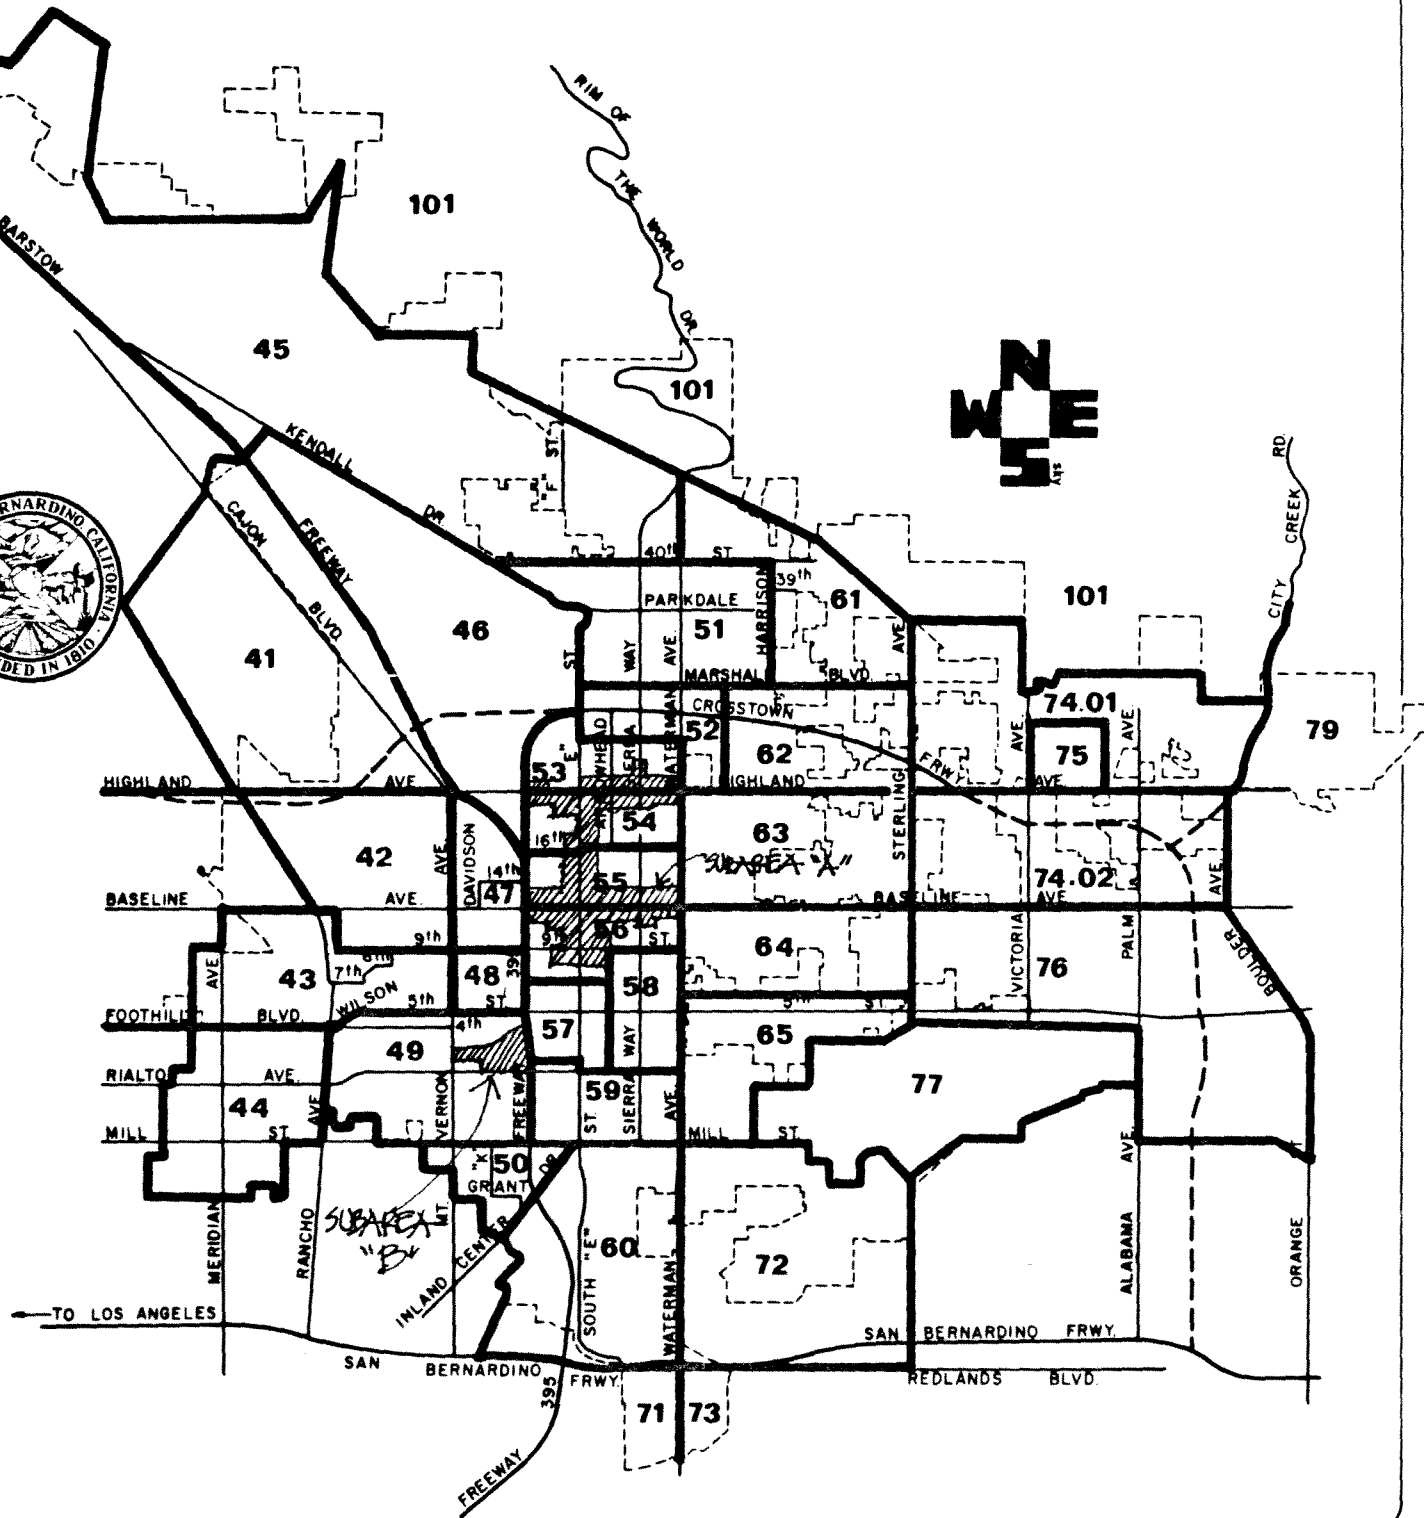 RIM OF
THE
WORLD
DR.
101
BARSTOW
45
101
N
W E
S
KENDALL
DR.
"F" ST.
CITY CREEK RD.
RNARDINO, CALIFORNIA
DED IN 1810
CAJON
BLVD.
FREEWAY
40th ST.
39th
PARKDALE
HARRISON
61
101
46
51
41
ST.
WAY
AVE.
AVE.
MARSHAL BLVD.
CROSSTOWN
FRWY.
74.01
79
52
62
75
53
"E"
AVE.
AVE.
HIGHLAND AVE.
HIGHLAND
AVE.
WATERMAN
STERLING
54
63
16th
SUBAREA "A"
42
AVE.
DAVIDSON
14th
47
55
74.02
BASELINE AVE.
BASELINE
AVE.
AVE.
9th
9th
56
ST.
64
76
VICTORIA
PALM
BOULDER
AVE.
43
8th
7th
WILSON
5th
48
ST.
395
58
5th ST.
FOOTHILL BLVD.
4th
57
65
49
WAY
RIALTO AVE.
77
44
AVE.
VERNON
FREEWAY
59
ST.
SIERRA
AVE.
MILL ST.
MILL ST.
AVE.
"K"
50
DR.
GRANT
SUBAREA
"B"
MT.
INLAND CENTER
MERIDIAN
RANCHO
SOUTH "E"
60
WATERMAN
72
ALABAMA
ORANGE
TO LOS ANGELES
SAN BERNARDINO FRWY.
SAN BERNARDINO FRWY.
REDLANDS BLVD.
395
FREEWAY
71
73